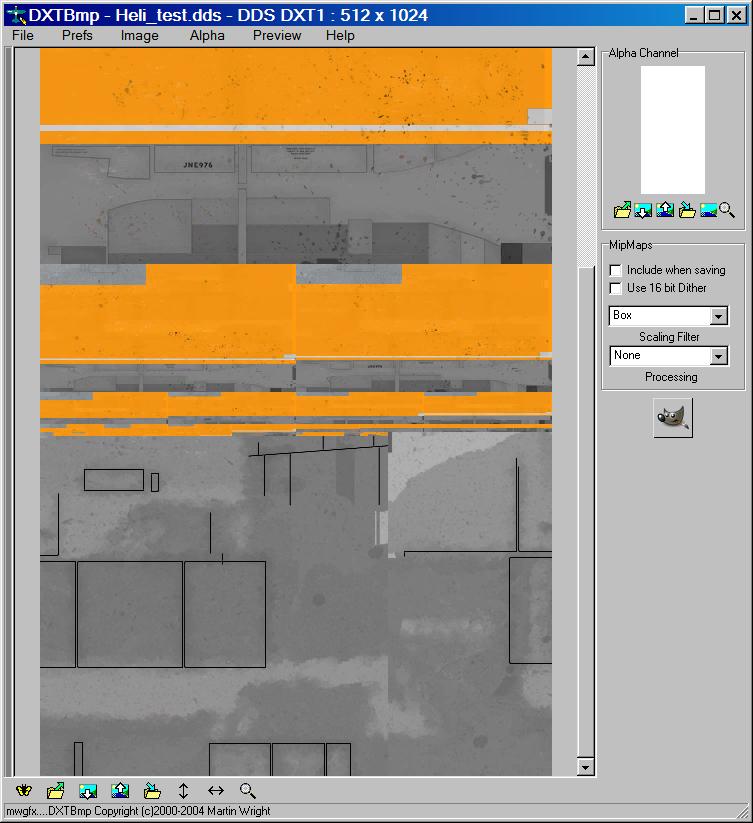 DXTBmp - Heli_test.dds - DDS DXT1 : 512 x 1024
File Prefs Image Alpha Preview Help
Alpha Channel
JNE976
MipMaps
Include when saving
Use 16 bit Dither
Box
Scaling Filter
None
Processing
mwgfx....DXTBmp Copyright (c)2000-2004 Martin Wright